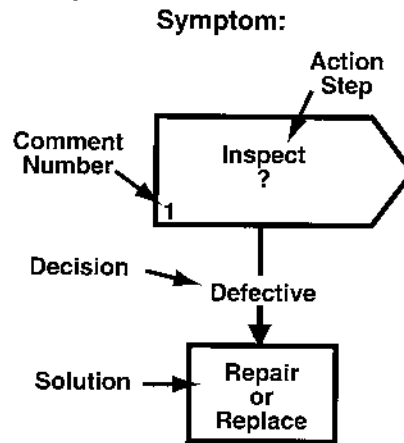 Symptom:
Action
Step
Comment
Number
Inspect
?
1
Decision
Defective
Solution
Repair
or
Replace